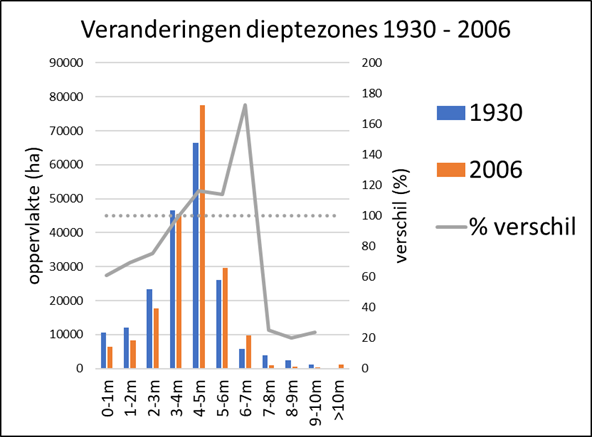 Veranderingen dieptezones 1930 - 2006
oppervlakte (ha)
90000
80000
70000
60000
50000
40000
30000
20000
10000
0
200
180
160
140
120
100
80
60
40
20
0
verschil (%)
0-1m
1-2m
2-3m
3-4m
4-5m
5-6m
6-7m
7-8m
8-9m
9-10m
>10m
1930
2006
% verschil